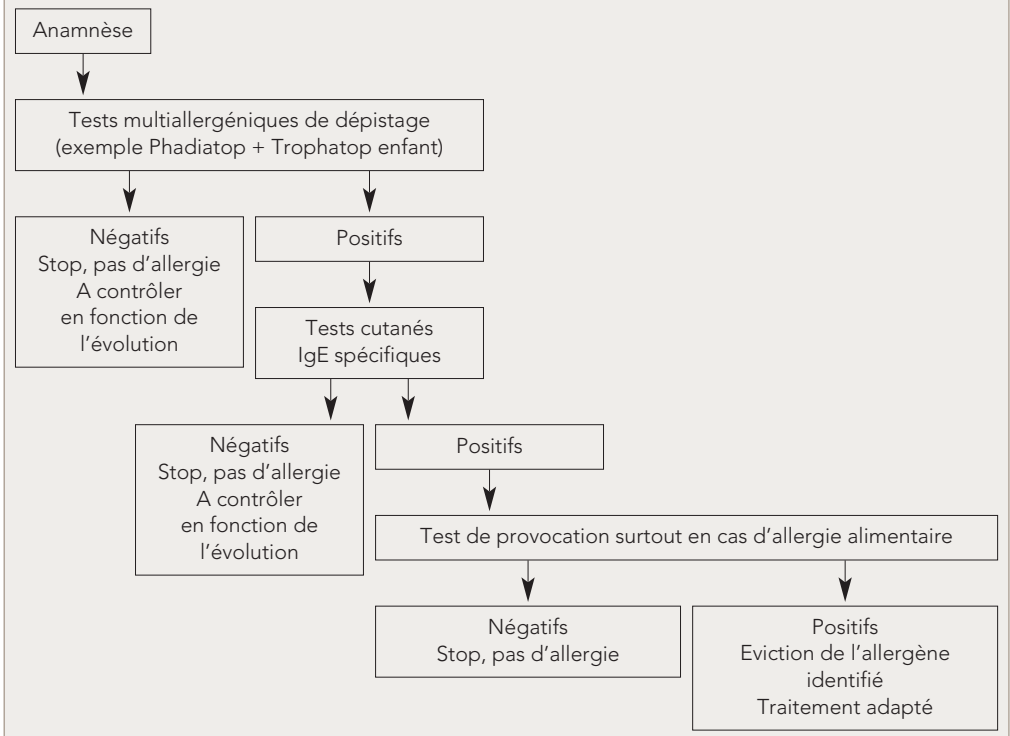 Anamnèse
Tests multiallergéniques de dépistage
(exemple Phadiatop + Trophatop enfant)
Négatifs
Stop, pas d'allergie
A contrôler
en fonction de
l'évolution
Positifs
Tests cutanés
IgE spécifiques
Négatifs
Stop, pas d'allergie
A contrôler
en fonction de
l'évolution
Positifs
Test de provocation surtout en cas d'allergie alimentaire
Négatifs
Stop, pas d'allergie
Positifs
Eviction de l'allergène
identifié
Traitement adapté